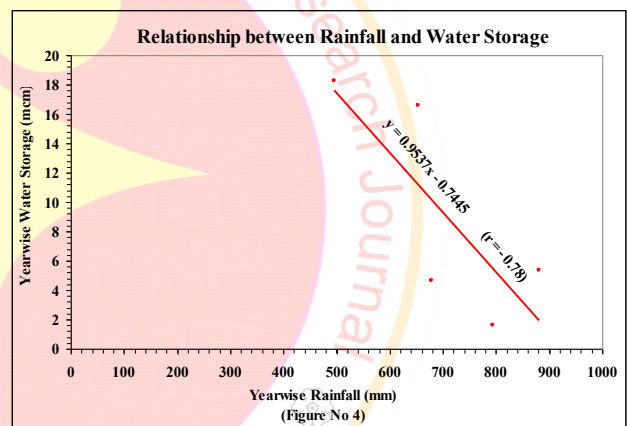 Relationship between Rainfall and Water Storage
Yearwise Water Storage (mcm)
20
18
16
14
12
10
8
6
4
2
0
y = 0.9537x - 0.7445 (r = - 0.78)
0 100 200 300 400 500 600 700 800 900 1000
Yearwise Rainfall (mm)
(Figure No 4)
search Journal